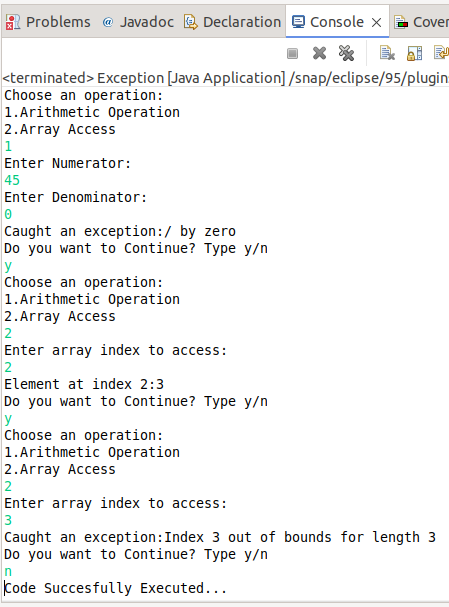 Problems @ Javadoc Declaration Console Cover
<terminated> Exception [Java Application] /snap/eclipse/95/plugins
Choose an operation:
1.Arithmetic Operation
2.Array Access
1
Enter Numerator:
45
Enter Denominator:
0
Caught an exception:/ by zero
Do you want to Continue? Type y/n
y
Choose an operation:
1.Arithmetic Operation
2.Array Access
2
Enter array index to access:
2
Element at index 2:3
Do you want to Continue? Type y/n
y
Choose an operation:
1.Arithmetic Operation
2.Array Access
2
Enter array index to access:
3
Caught an exception:Index 3 out of bounds for length 3
Do you want to Continue? Type y/n
n
Code Succesfully Executed...